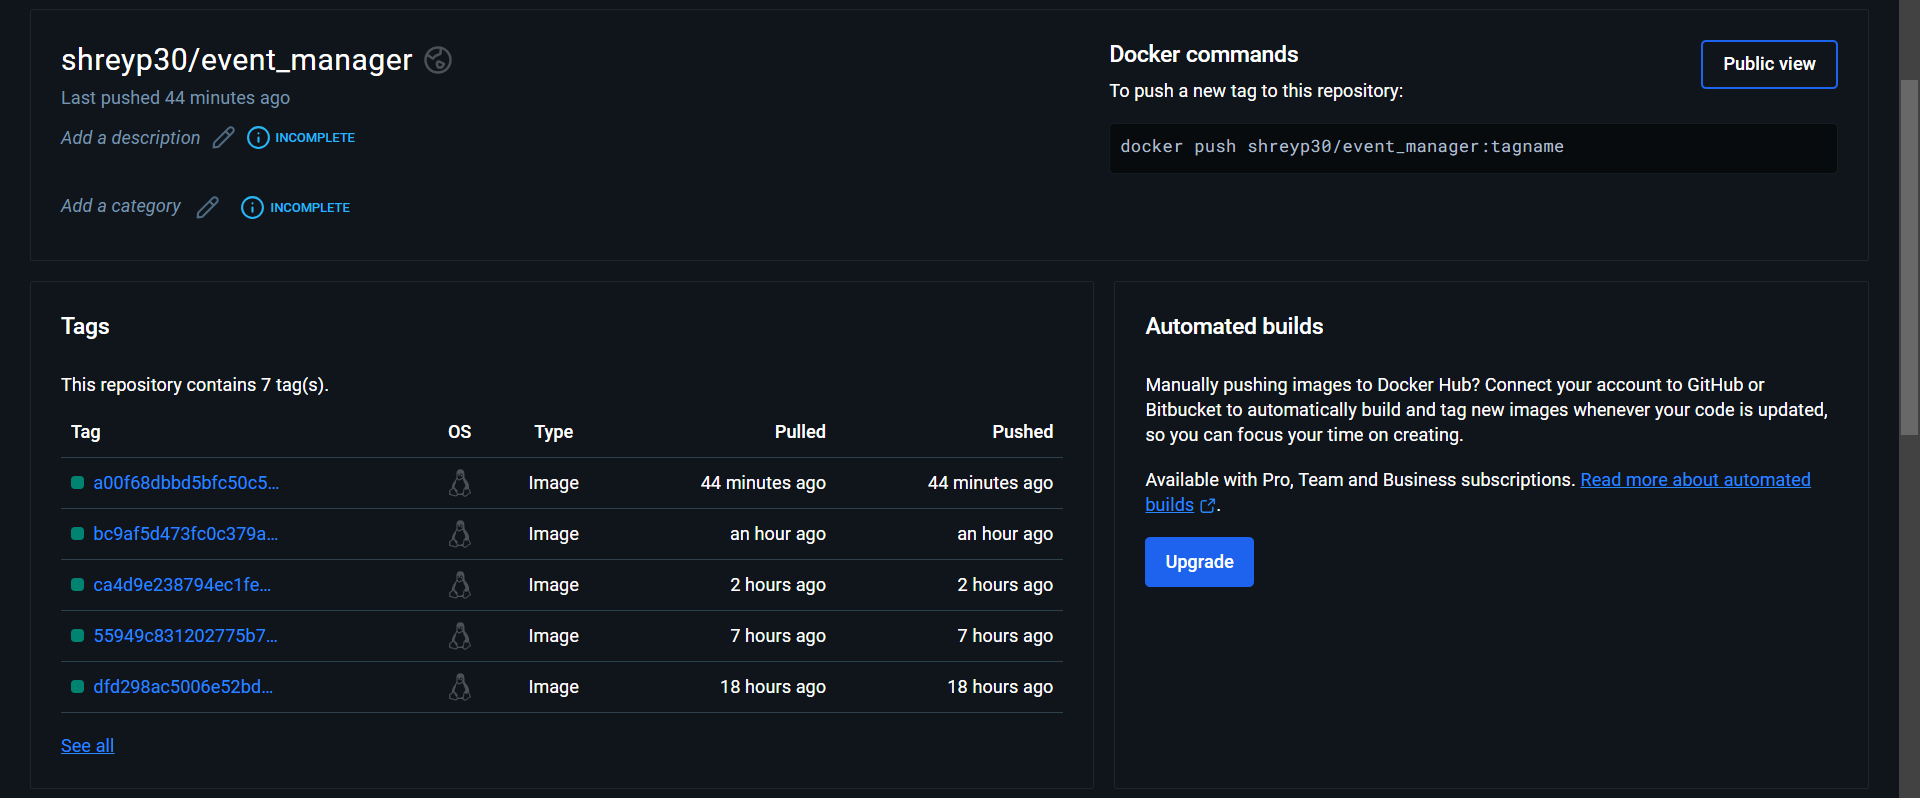 shreyp30/event_manager
Last pushed 44 minutes ago
Add a description INCOMPLETE
Add a category INCOMPLETE
Docker commands
To push a new tag to this repository:
Public view
docker push shreyp30/event_manager:tagname
Tags
This repository contains 7 tag(s).
Tag OS Type Pulled Pushed
a00f68dbbd5bfc50c5... Image 44 minutes ago 44 minutes ago
bc9af5d473fc0c379a... Image an hour ago an hour ago
ca4d9e238794ec1fe... Image 2 hours ago 2 hours ago
55949c831202775b7... Image 7 hours ago 7 hours ago
dfd298ac5006e52bd... Image 18 hours ago 18 hours ago
See all
Automated builds
Manually pushing images to Docker Hub? Connect your account to GitHub or
Bitbucket to automatically build and tag new images whenever your code is updated,
so you can focus your time on creating.
Available with Pro, Team and Business subscriptions. Read more about automated
builds.
Upgrade